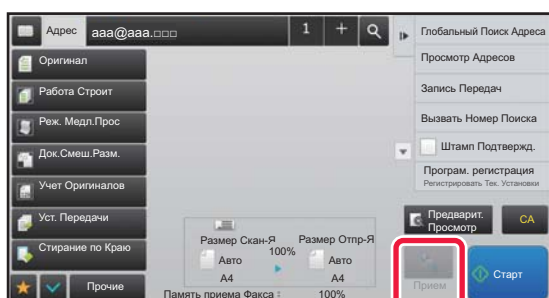 Адрес aaa@aaa.□□□ 1 +
Оригинал
Работа Строит
Реж. Медл.Прос
Док.Смеш.Разм.
Учет Оригиналов
Уст. Передачи
Стирание по Краю
Прочие
Размер Скан-Я Размер Отпр-Я
100%
Авто Авто
A4 A4
Память приема Факса : 100%
Глобальный Поиск Адреса
Просмотр Адресов
Запись Передач
Вызвать Номер Поиска
Штамп Подтвержд.
Програм. регистрация
Регистрировать Тек. Установки
Предварит.
Просмотр
CA
Прием
Старт